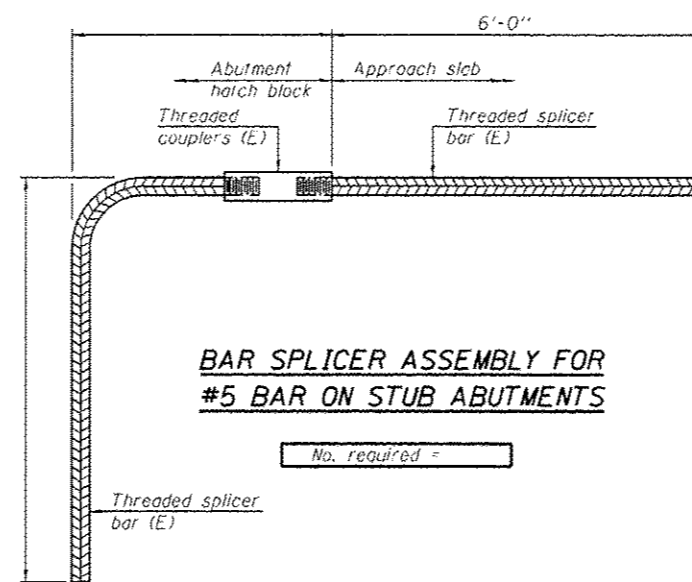 6'-0"
Abutment
hatch block
Approach slab
Threaded
couplers (E)
Threaded splicer
bar (E)
BAR SPLICER ASSEMBLY FOR
#5 BAR ON STUB ABUTMENTS
No. required =
Threaded splicer
bar (E)